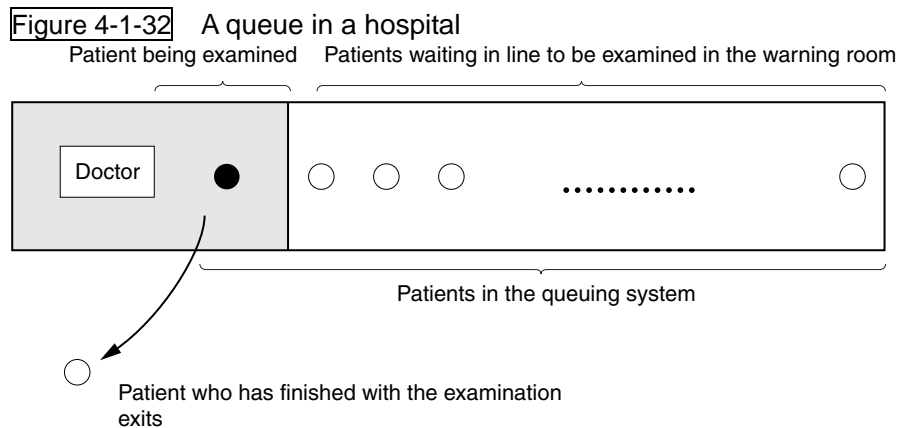 Figure 4-1-32 A queue in a hospital
Patient being examined Patients waiting in line to be examined in the warning room
Doctor
Patients in the queuing system
Patient who has finished with the examination
exits